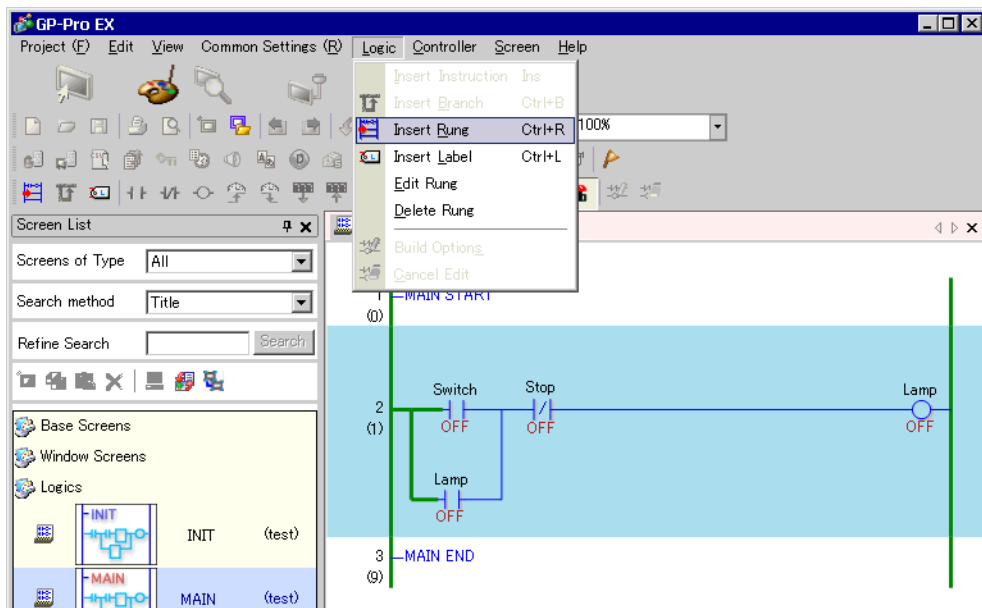 GP-Pro EX
Project (F) Edit View Common Settings (R) Logic Controller Screen Help
Insert Instruction Ins
Insert Branch Ctrl+B
Insert Rung Ctrl+R
100%
Insert Label Ctrl+L
Edit Rung
Delete Rung
Build Options
Cancel Edit
Screen List
Screens of Type All
Search method Title
Refine Search Search
Base Screens
Window Screens
Logics
INIT
INIT (test)
MAIN
MAIN (test)
1 MAIN START
(0)
Switch Stop Lamp
2
(1) OFF OFF OFF
Lamp
OFF
3 MAIN END
(9)